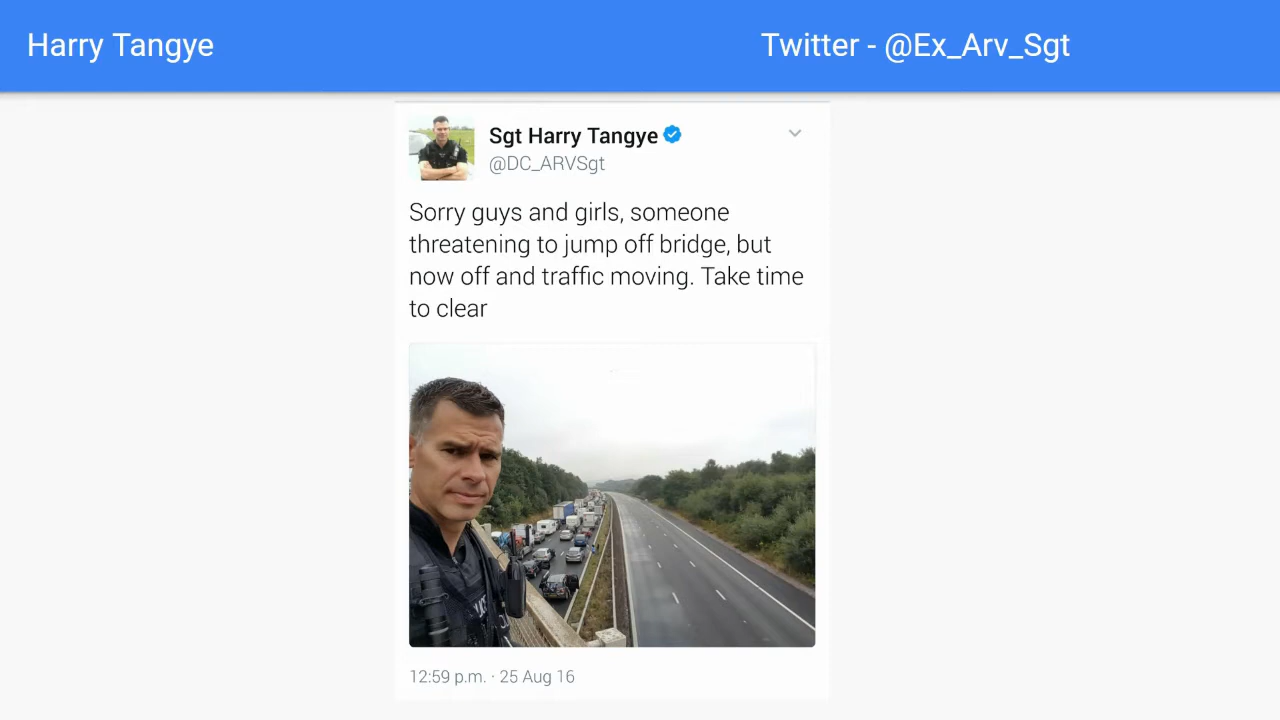 Harry Tangye
Twitter - @Ex_Arv_Sgt
Sgt Harry Tangye
@DC_ARVSgt
Sorry guys and girls, someone
threatening to jump off bridge, but
now off and traffic moving. Take time
to clear
12:59 p.m. · 25 Aug 16